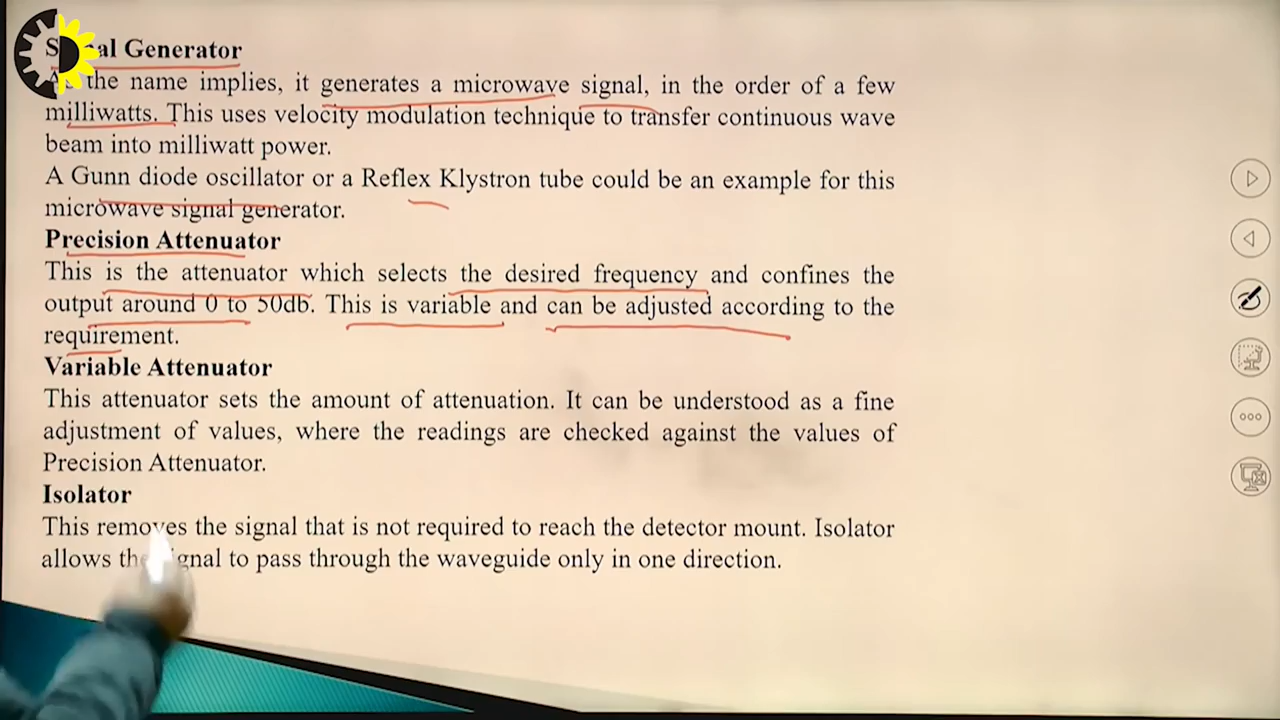 Generator
the name implies, it generates a microwave signal, in the order of a few
milliwatts. This uses velocity modulation technique to transfer continuous wave
beam into milliwatt power.
A Gunn diode oscillator or a Reflex Klystron tube could be an example for this
microwave signal generator.
Precision Attenuator
This is the attenuator which selects the desired frequency and confines the
output around 0 to 50db. This is variable and can be adjusted according to the
requirement.
Variable Attenuator
This attenuator sets the amount of attenuation. It can be understood as a fine
adjustment of values, where the readings are checked against the values of
Precision Attenuator.
Isolator
This removes the signal that is not required to reach the detector mount. Isolator
allows to pass through the waveguide only in one direction.